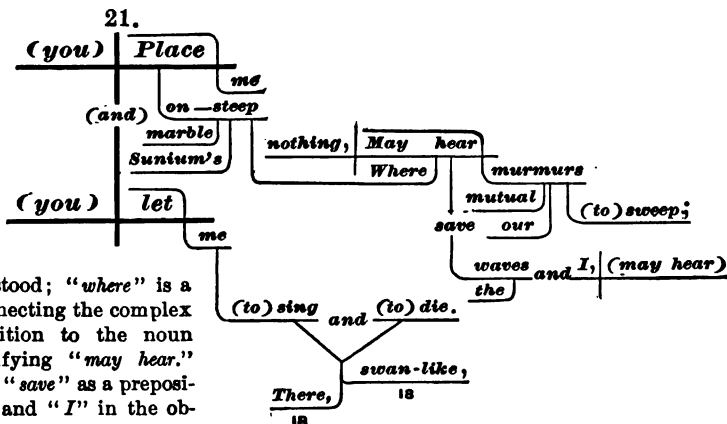 21.
(you) Place
me
(and) on—steep
marble
Sunium's
nothing, May hear
Where
murmurs
mutual
(to) sweep;
save our
(you) let
me
waves and I, (may hear)
the
(to) sing and (to) die.
swan-like,
18
There,
18
stood; "where" is a
necting the complex
ition to the noun
fying "may hear."
"save" as a preposi-
and "I" in the ob-